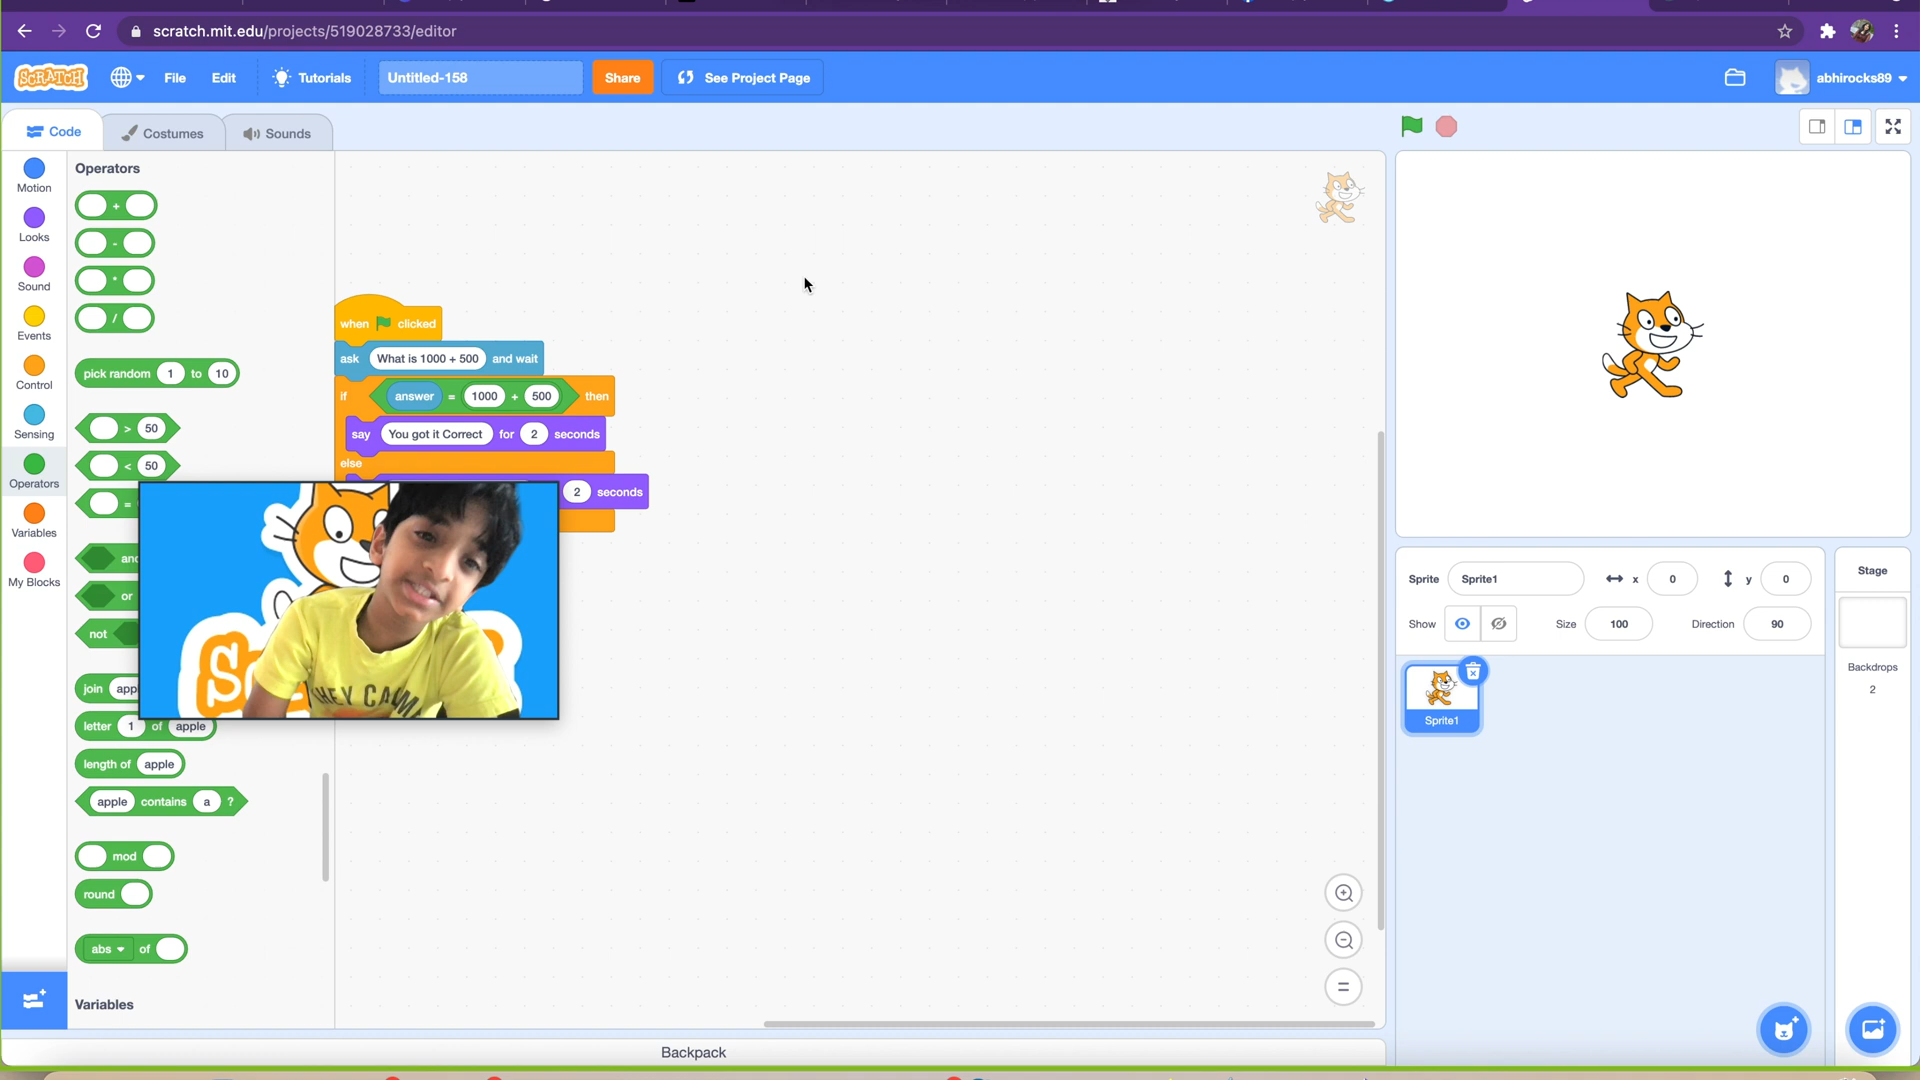 scratch.mit.edu/projects/519028733/editor
SCRATCH
File
Edit
Tutorials
Untitled-158
Share
See Project Page
abhirocks89
Code
Costumes
Sounds
Motion
Looks
Sound
Events
Control
Sensing
Operators
Variables
My Blocks
Operators
+
-
*
/
pick random 1 to 10
> 50
< 50
=
and
or
not
join
letter 1 of apple
length of apple
apple contains a ?
mod
round
abs of
Variables
when clicked
ask What is 1000 + 500 and wait
if answer = 1000 + 500 then
say You got it Correct for 2 seconds
else
2 seconds
THEY CAME
Sprite Sprite1 x 0 y 0
Show Size 100 Direction 90
Sprite1
Stage
Backdrops
2
Backpack